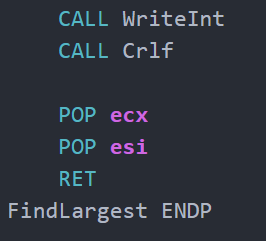 CALL WriteInt
CALL Crlf
POP ecx
POP esi
RET
FindLargest ENDP